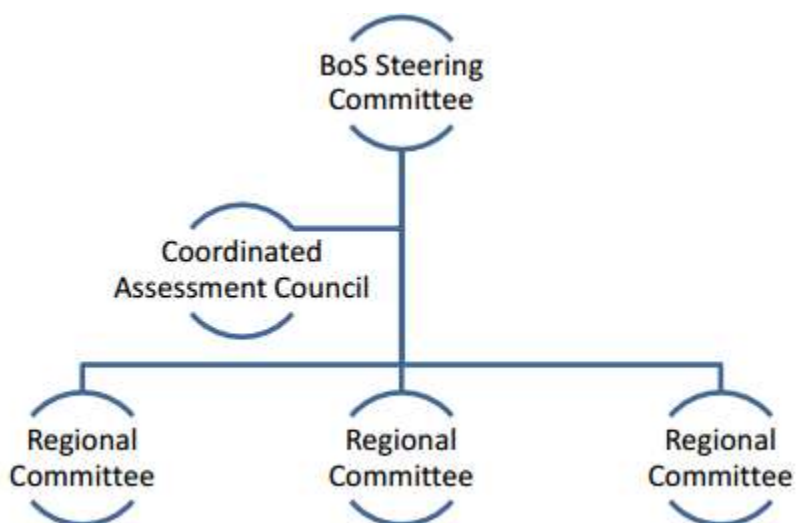 BoS Steering
Committee
Coordinated
Assessment Council
Regional
Committee
Regional
Committee
Regional
Committee